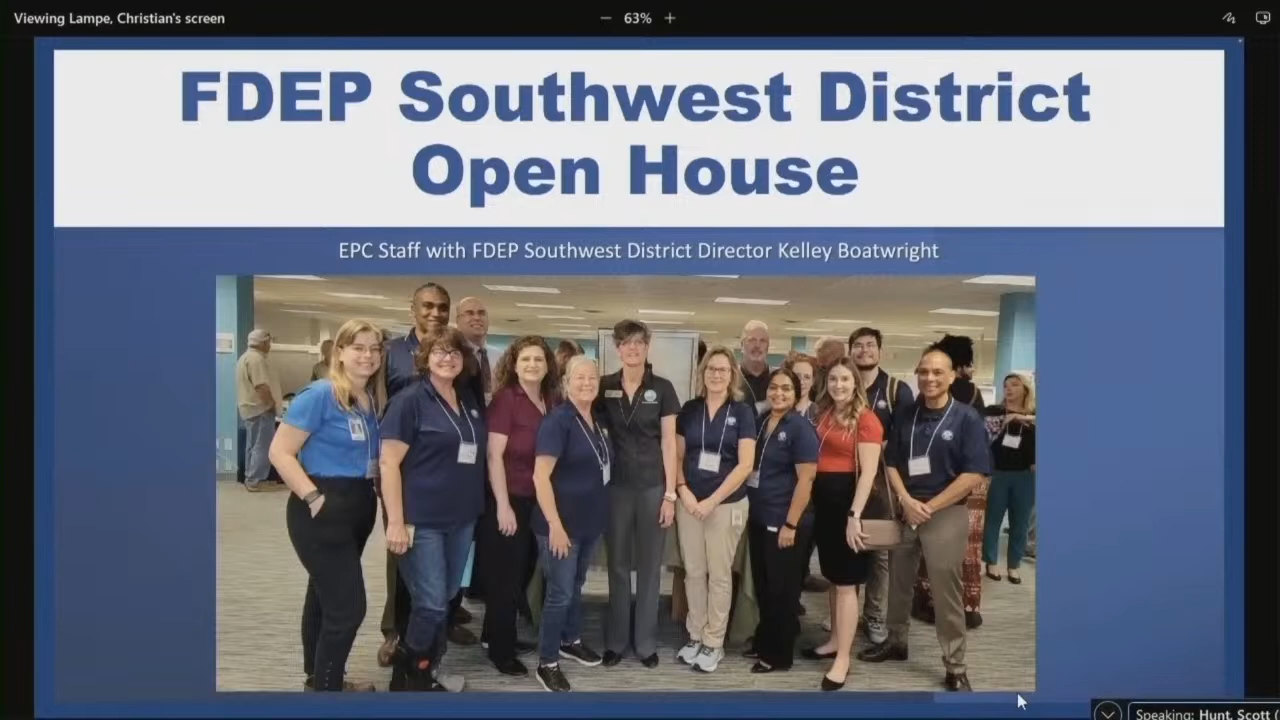 Viewing Lampe, Christian's screen
63%
FDEP Southwest District
Open House
EPC Staff with FDEP Southwest District Director Kelley Boatwright
Speaking: Hunt, Scott (